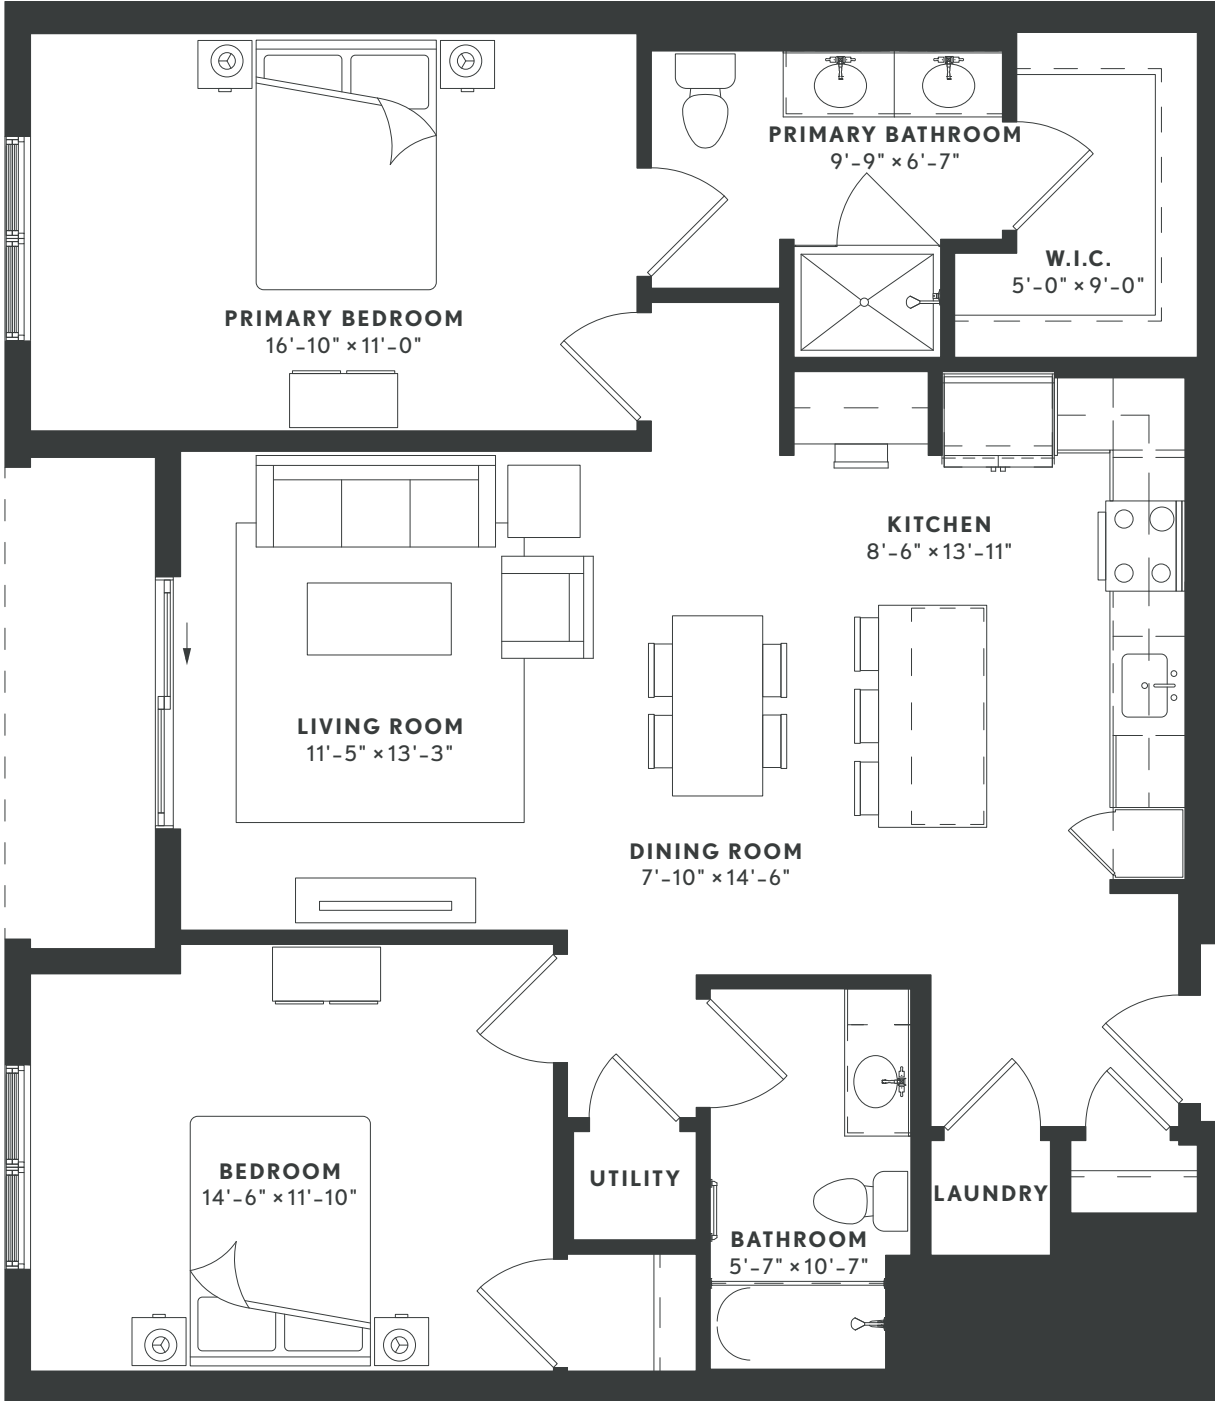 PRIMARY BATHROOM
9'-9" × 6'-7"
W.I.C.
5'-0" × 9'-0"
PRIMARY BEDROOM
16'-10" × 11'-0"
KITCHEN
8'-6" × 13'-11"
LIVING ROOM
11'-5" × 13'-3"
DINING ROOM
7'-10" × 14'-6"
BEDROOM
14'-6" × 11'-10"
UTILITY
LAUNDRY
BATHROOM
5'-7" × 10'-7"